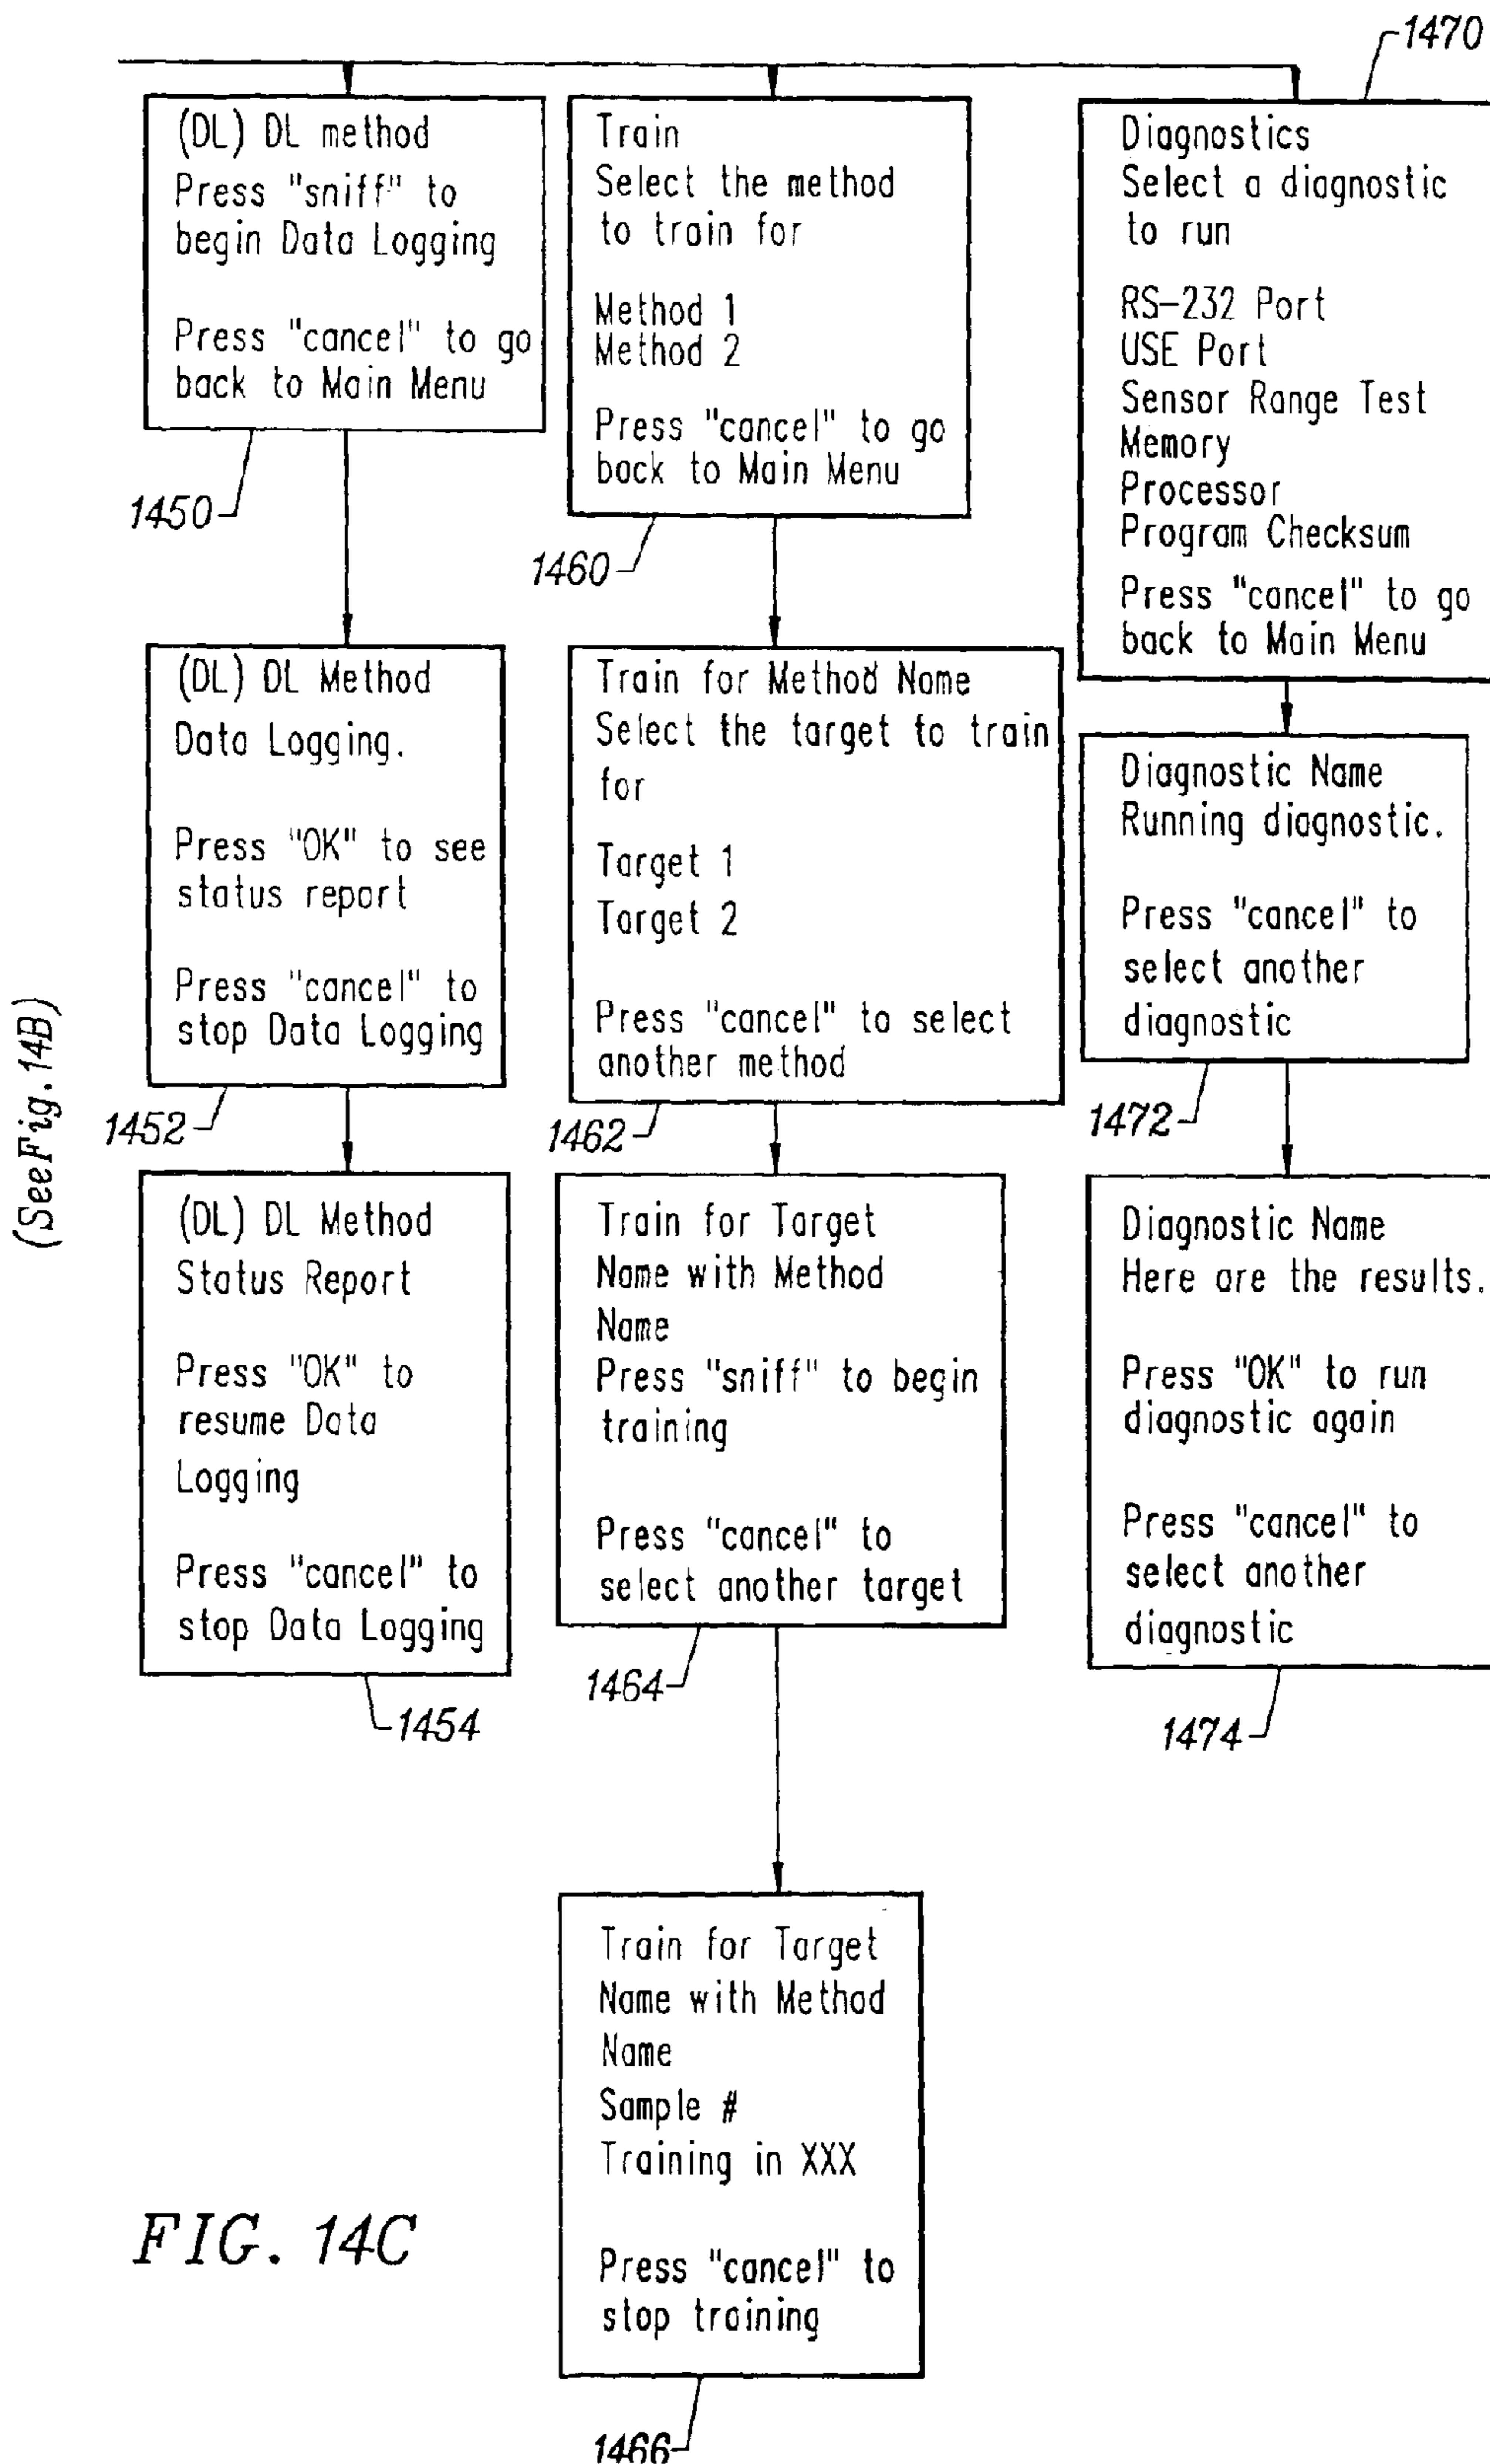 1470
(DL) DL method
Press "sniff" to
begin Data Logging
Press "cancel" to go
back to Main Menu
1450
Train
Select the method
to train for
Method 1
Method 2
Press "cancel" to go
back to Main Menu
1460
Diagnostics
Select a diagnostic
to run
RS-232 Port
USE Port
Sensor Range Test
Memory
Processor
Program Checksum
Press "cancel" to go
back to Main Menu
(DL) DL Method
Data Logging.
Press "OK" to see
status report
Press "cancel" to
stop Data Logging
1452
Train for Method Name
Select the target to train
for
Target 1
Target 2
Press "cancel" to select
another method
1462
Diagnostic Name
Running diagnostic.
Press "cancel" to
select another
diagnostic
1472
(See Fig. 14B)
(DL) DL Method
Status Report
Press "OK" to
resume Data
Logging
Press "cancel" to
stop Data Logging
1454
Train for Target
Name with Method
Name
Press "sniff" to begin
training
Press "cancel" to
select another target
1464
Diagnostic Name
Here are the results.
Press "OK" to run
diagnostic again
Press "cancel" to
select another
diagnostic
1474
Train for Target
Name with Method
Name
Sample #
Training in XXX
Press "cancel" to
stop training
1466
FIG. 14C